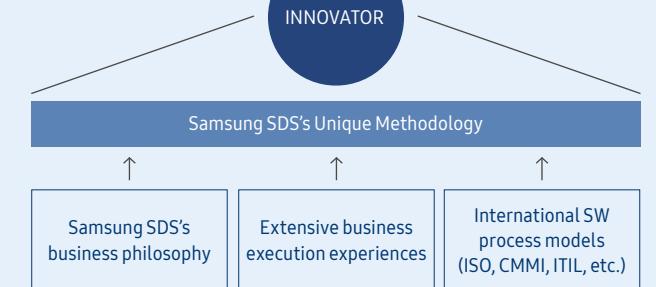 INNOVATOR
Samsung SDS's Unique Methodology
Samsung SDS's
business philosophy
Extensive business
execution experiences
International SW
process models
(ISO, CMMI, ITIL, etc.)